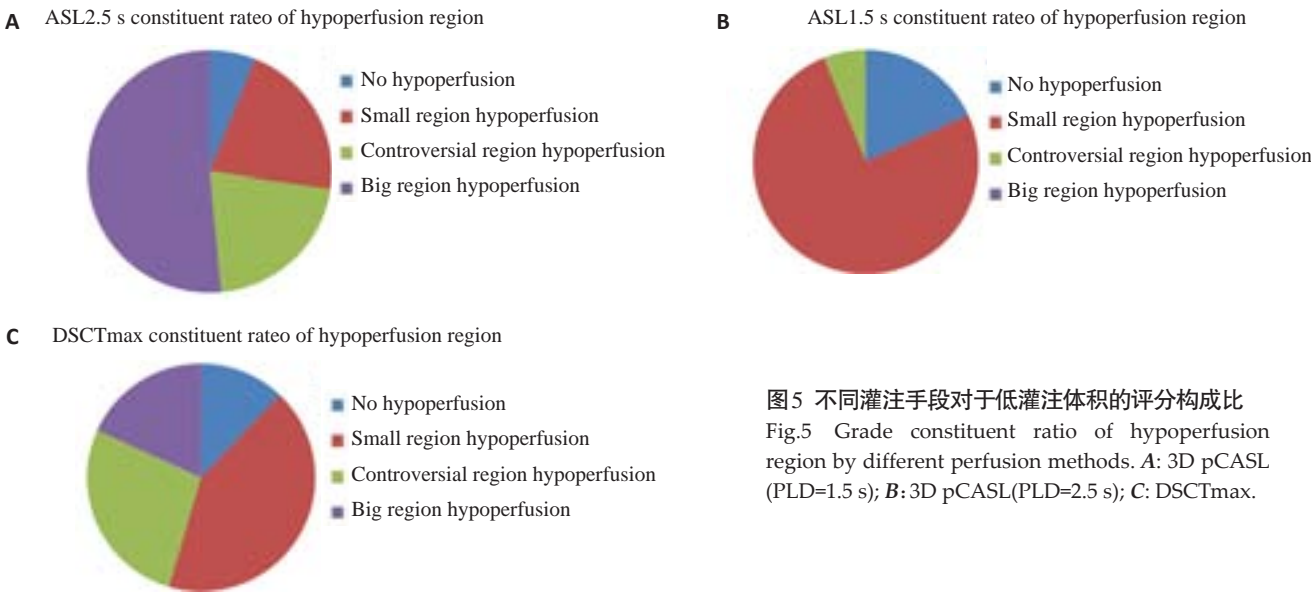 A ASL2.5 s constituent rateo of hypoperfusion region
No hypoperfusion
Small region hypoperfusion
Controversial region hypoperfusion
Big region hypoperfusion
B ASL1.5 s constituent rateo of hypoperfusion region
No hypoperfusion
Small region hypoperfusion
Controversial region hypoperfusion
Big region hypoperfusion
C DSCTmax constituent rateo of hypoperfusion region
No hypoperfusion
Small region hypoperfusion
Controversial region hypoperfusion
Big region hypoperfusion
图5 不同灌注手段对于低灌注体积的评分构成比
Fig.5 Grade constituent ratio of hypoperfusion
region by different perfusion methods. A: 3D pCASL
(PLD=1.5 s); B: 3D pCASL(PLD=2.5 s); C: DSCTmax.